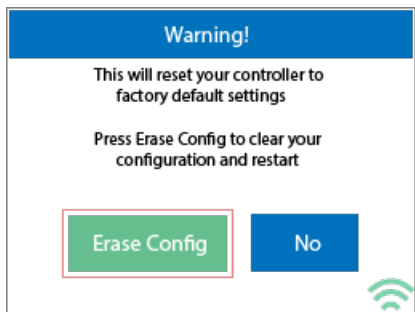 Warning!
This will reset your controller to
factory default settings
Press Erase Config to clear your
configuration and restart
Erase Config
No